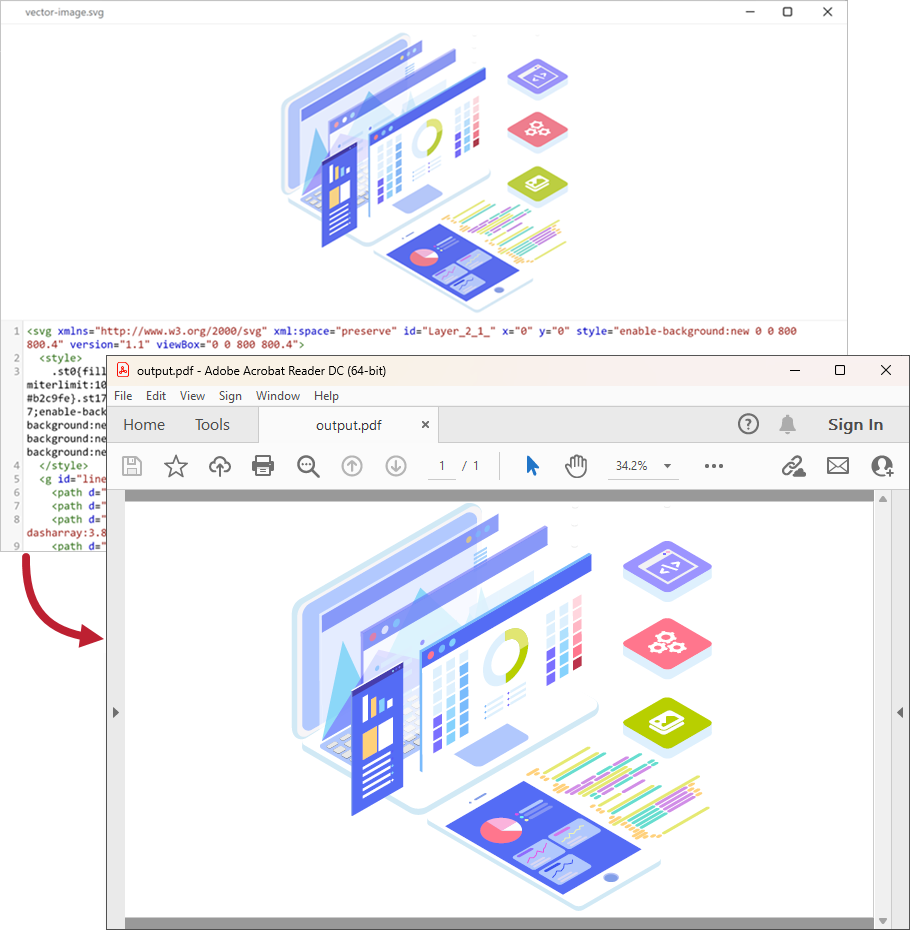 vector-image.svg
1 <svg xmlns="http://www.w3.org/2000/svg" xml:space="preserve" id="Layer_2_1_" x="0" y="0" style="enable-background:new 0 0 800
800.4" version="1.1" viewBox="0 0 800 800.4">
2 <style>
3 .st0{fill
miterlimit:10
#b2c9fe}.st17
7;enable-back
background:ne
background:ne
background:ne
4 </style>
5 <g id="line
6 <path d="
7 <path d="
8 <path d="
dasharray:3.8
9 <path d="
output.pdf - Adobe Acrobat Reader DC (64-bit)
File Edit View Sign Window Help
Home Tools output.pdf × Sign In
1 / 1 34.2%